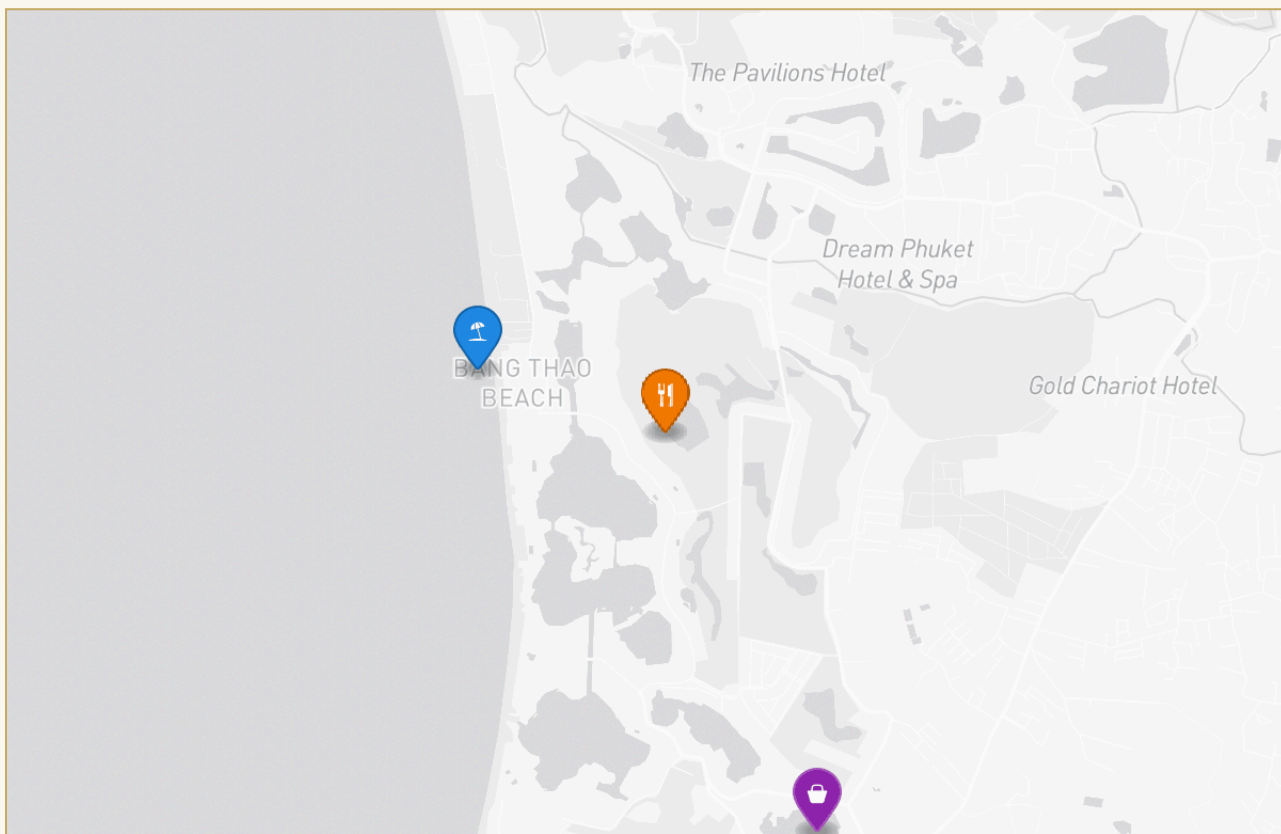 The Pavilions Hotel
Dream Phuket
Hotel & Spa
BANG THAO
BEACH
Gold Chariot Hotel